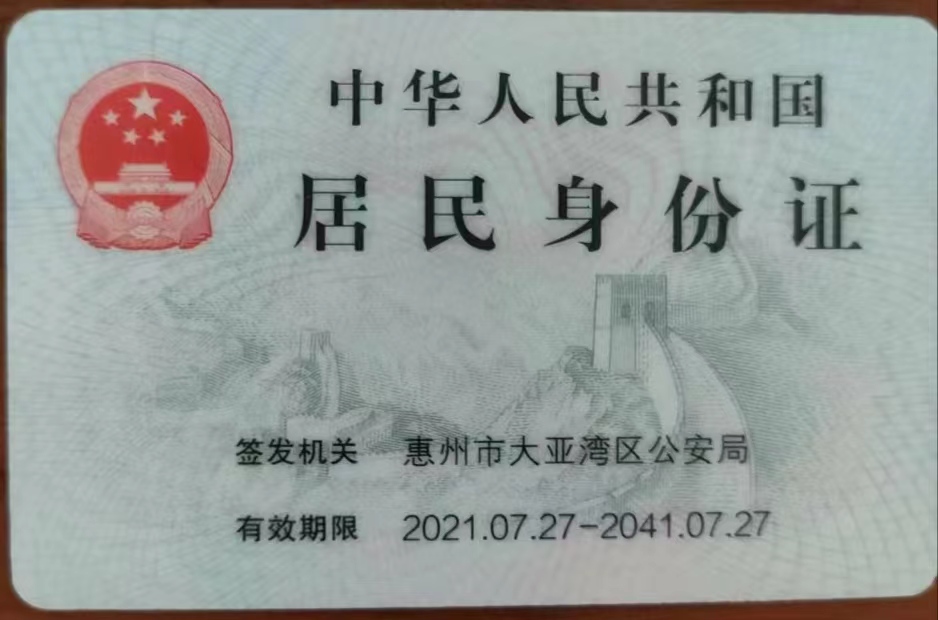 中华人民共和国
居民身份证
签发机关 惠州市大亚湾区公安局
有效期限 2021.07.27-2041.07.27